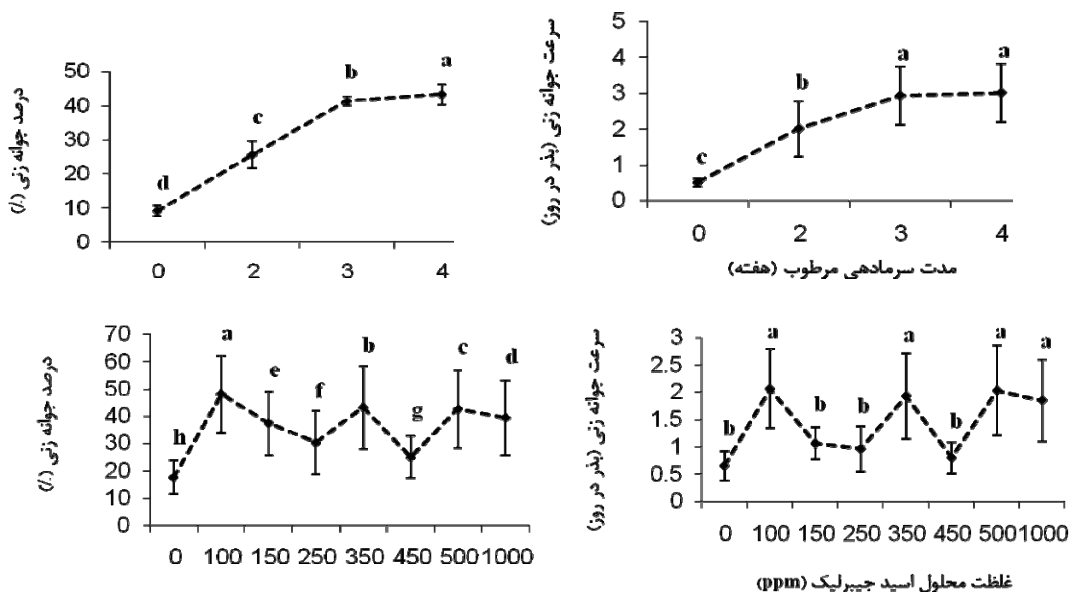 درصد جوانه زنی (٪)
50
40
30
20
10
0
d
c
b
a
0 2 3 4
سرعت جوانه زنی (بذر در روز)
5
4
3
2
1
0
c
b
a
a
0 2 3 4
مدت سرمادهی مرطوب (هفته)
درصد جوانه زنی (٪)
70
60
50
40
30
20
10
0
h
a
e
f
b
g
c
d
0 100 150 250 350 450 500 1000
سرعت جوانه زنی (بذر در روز)
3
2.5
2
1.5
1
0.5
0
b
a
b
b
a
b
a
a
0 100 150 250 350 450 500 1000
غلظت محلول اسید جیبرلیک (ppm)